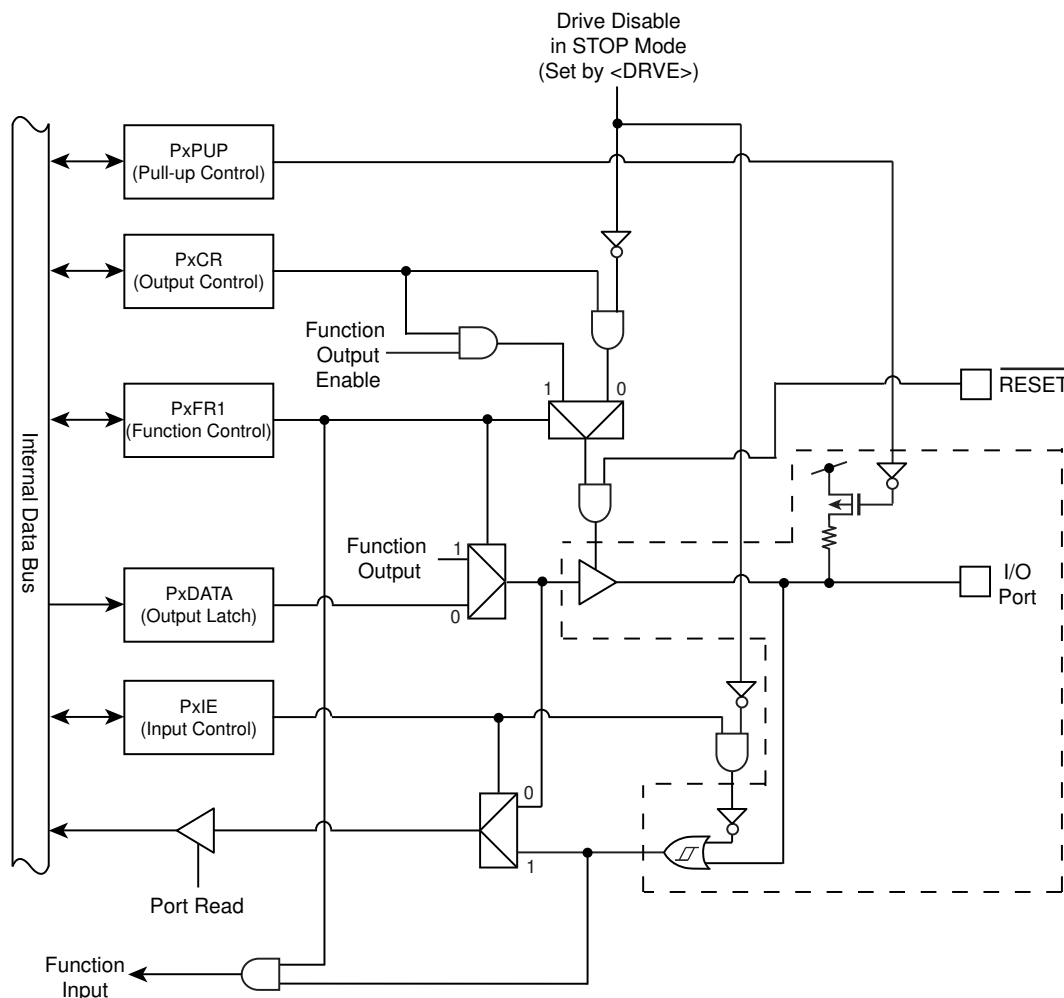 Drive Disable
in STOP Mode
(Set by <DRVE>)
PxPUP
(Pull-up Control)
PxCR
(Output Control)
Function
Output
Enable
1
0
RESET
PxFR1
(Function Control)
Internal Data Bus
Function
Output
1
0
I/O
Port
PxDATA
(Output Latch)
PxIE
(Input Control)
0
1
Port Read
Function
Input